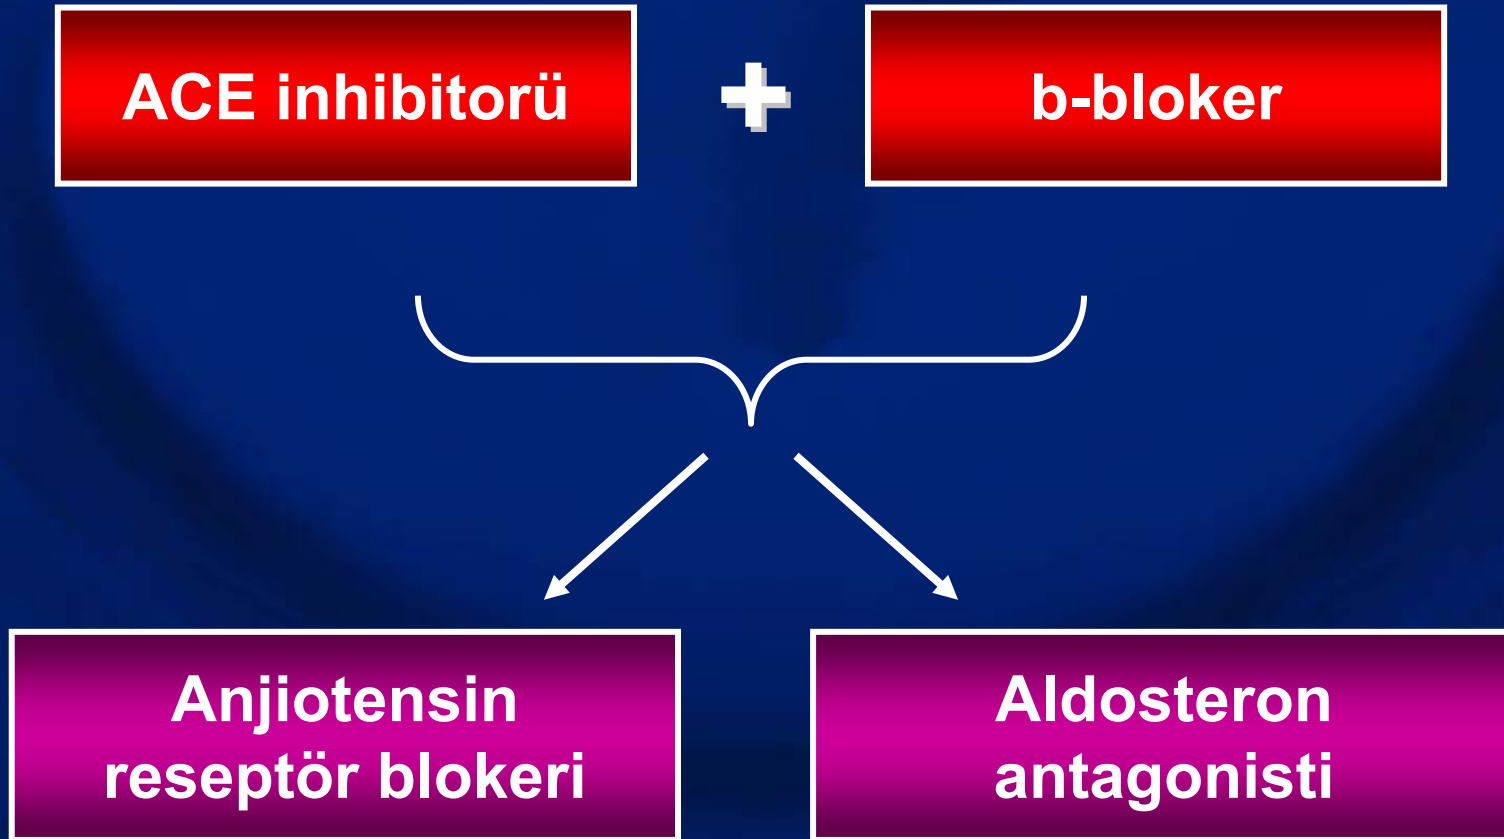 ACE inhibitorü
+
b-bloker
Anjiotensin
reseptör blokeri
Aldosteron
antagonisti